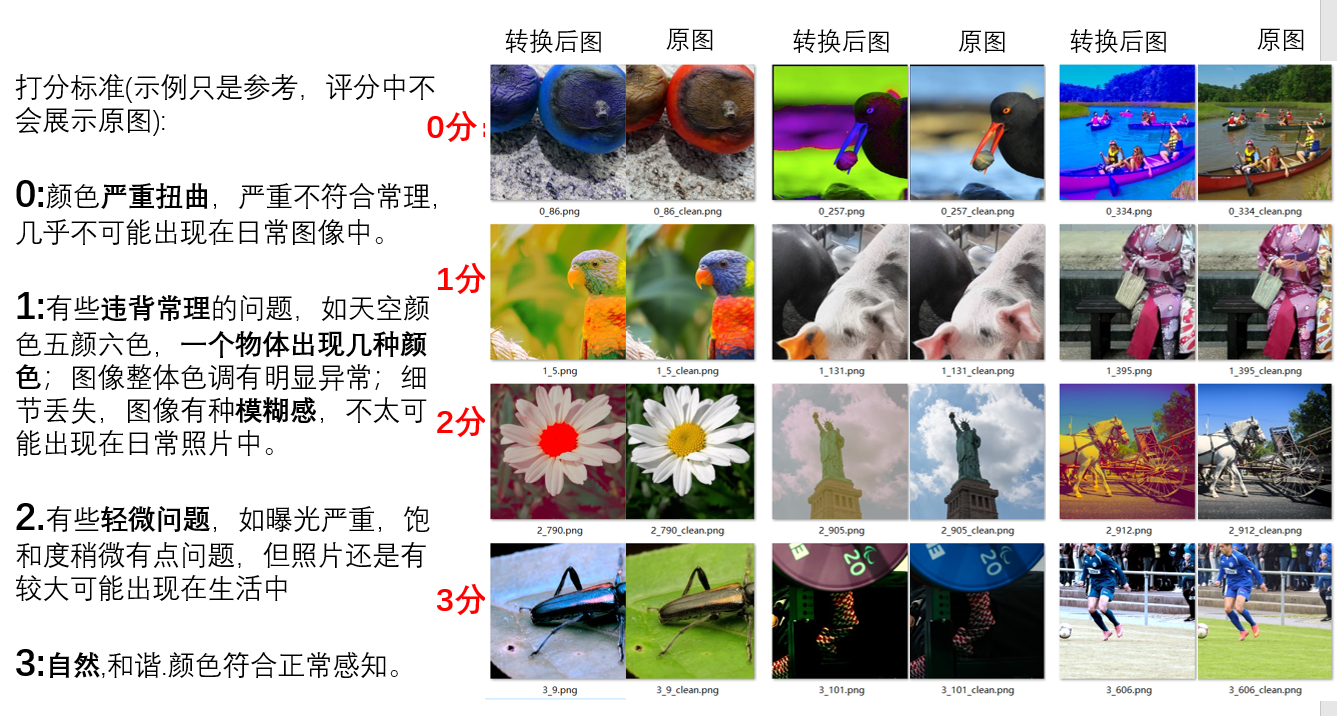 转换后图 原图 转换后图 原图 转换后图 原图
打分标准(示例只是参考，评分中不
会展示原图):
0:颜色严重扭曲，严重不符合常理,
几乎不可能出现在日常图像中。
1:有些违背常理的问题，如天空颜
色五颜六色，一个物体出现几种颜
色；图像整体色调有明显异常；细
节丢失，图像有种模糊感，不太可
能出现在日常照片中。
2.有些轻微问题，如曝光严重，饱
和度稍微有点问题，但照片还是有
较大可能出现在生活中
3:自然,和谐.颜色符合正常感知。
0分:
0_86.png 0_86_clean.png 0_257.png 0_257_clean.png 0_334.png 0_334_clean.png
1分
1_5.png 1_5_clean.png 1_131.png 1_131_clean.png 1_395.png 1_395_clean.png
2分
2_790.png 2_790_clean.png 2_905.png 2_905_clean.png 2_912.png 2_912_clean.png
3分
E 20 E 20
3_9.png 3_9_clean.png 3_101.png 3_101_clean.png 3_606.png 3_606_clean.png